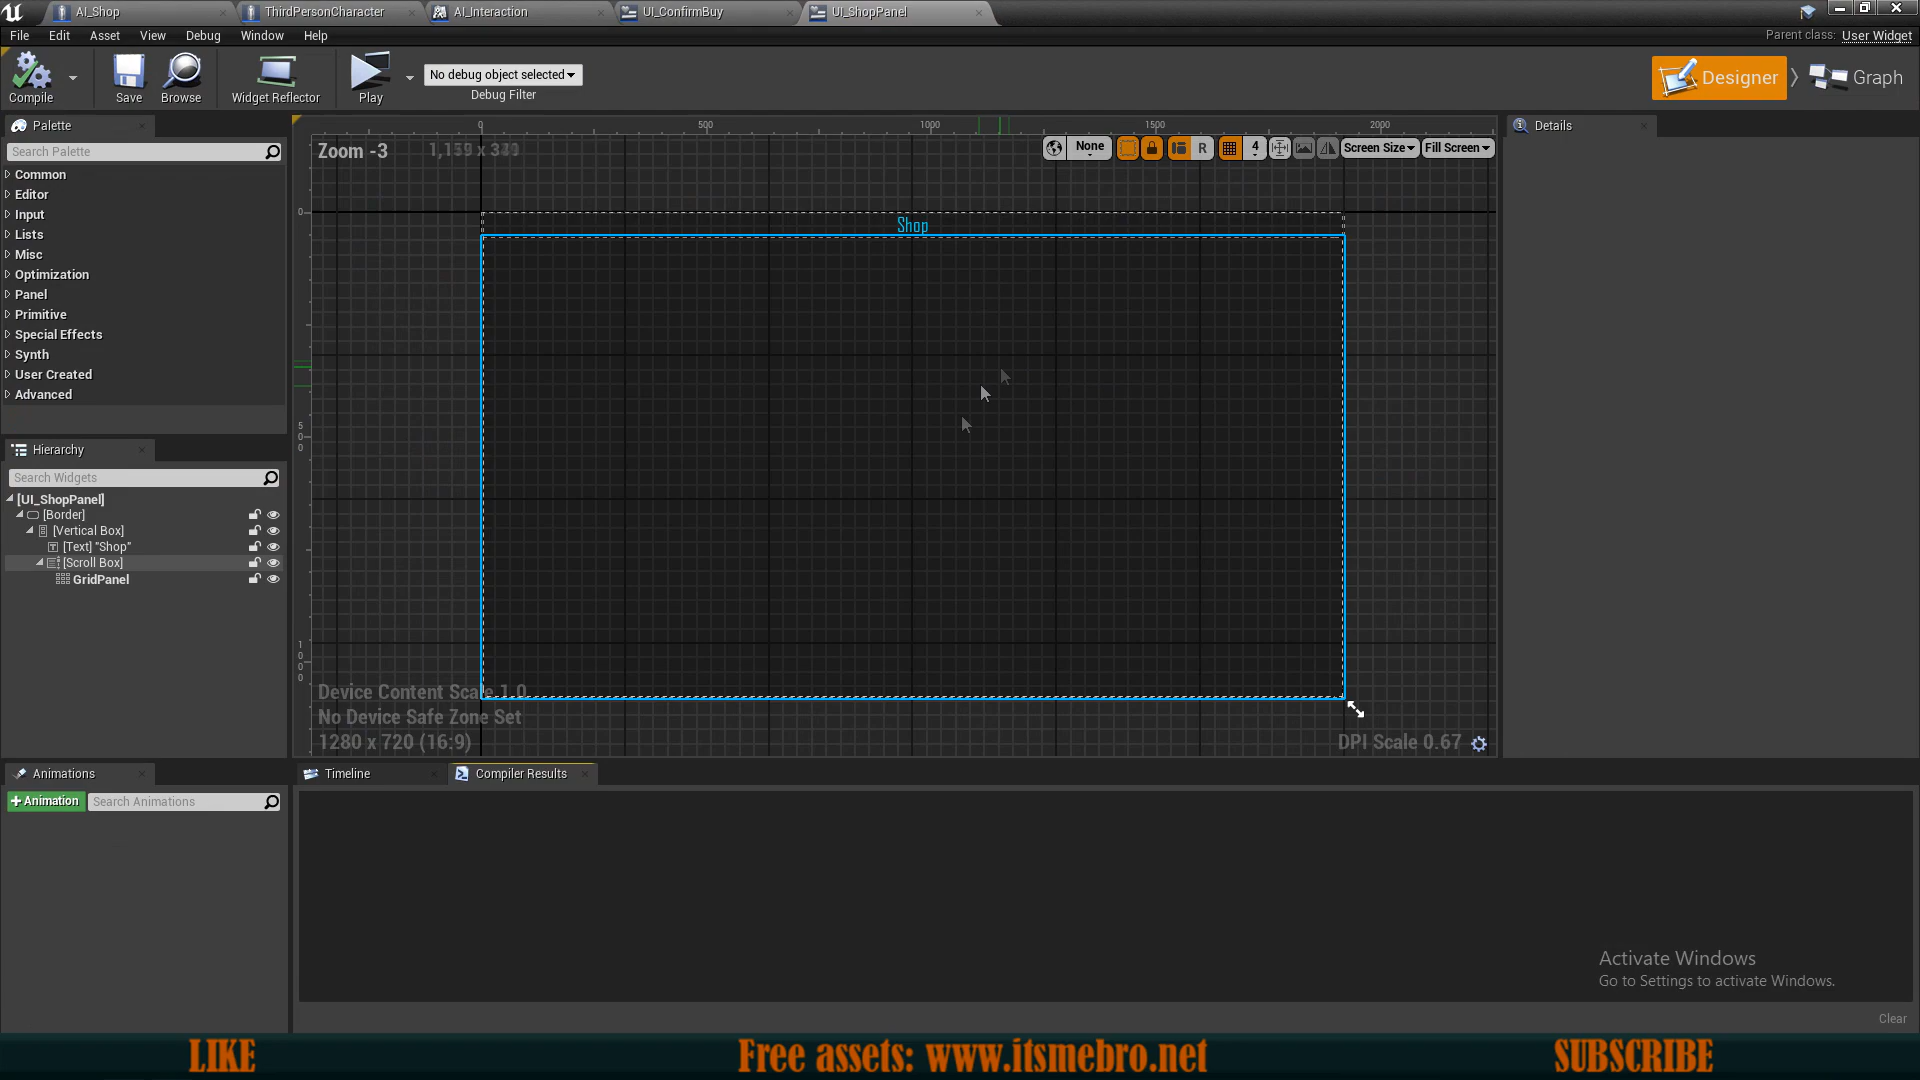 AI_Shop
ThirdPersonCharacter
AI_Interaction
UI_ConfirmBuy
UI_ShopPanel
File Edit Asset View Debug Window Help
Parent class: User Widget
Compile
Save
Browse
Widget Reflector
Play
No debug object selected
Debug Filter
Designer
Graph
Palette
Search Palette
Common
Editor
Input
Lists
Misc
Optimization
Panel
Primitive
Special Effects
Synth
User Created
Advanced
Hierarchy
Search Widgets
[UI_ShopPanel]
[Border]
[Vertical Box]
[Text] "Shop"
[Scroll Box]
GridPanel
0 500 1000 1500 2000
Zoom -3
None
R
4
Screen Size
Fill Screen
0
500
1000
Shop
Device Content Scale 1.0
No Device Safe Zone Set
1280 x 720 (16:9)
DPI Scale 0.67
Details
Animations
+Animation
Search Animations
Timeline
Compiler Results
Activate Windows
Go to Settings to activate Windows.
Clear
LIKE
Free assets: www.itsmebro.net
SUBSCRIBE